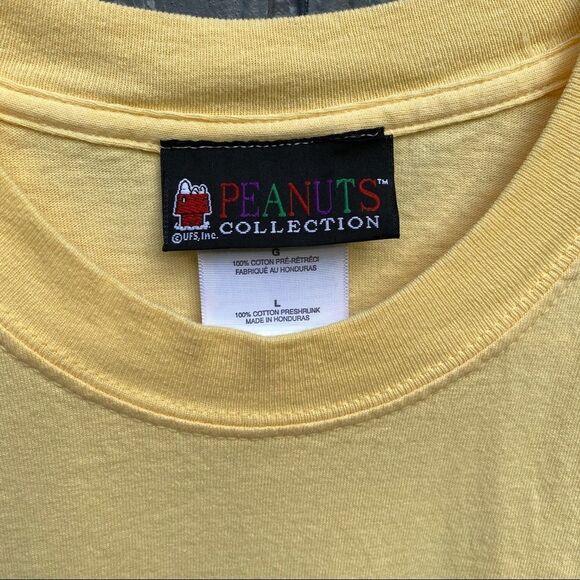 PEANUTS™
COLLECTION
©UFS, Inc.
G
100% COTON PRÉ-RÉTRÉCI
FABRIQUÉ AU HONDURAS
L
100% COTTON PRESHRUNK
MADE IN HONDURAS